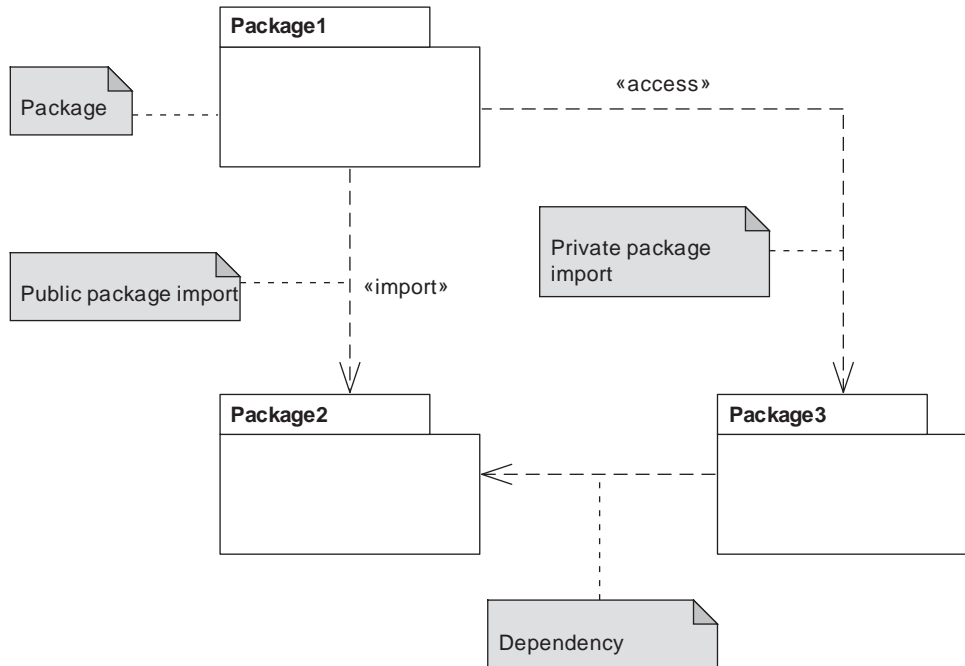 Package1
«access»
Package
Private package
import
Public package import
«import»
Package2
Package3
Dependency